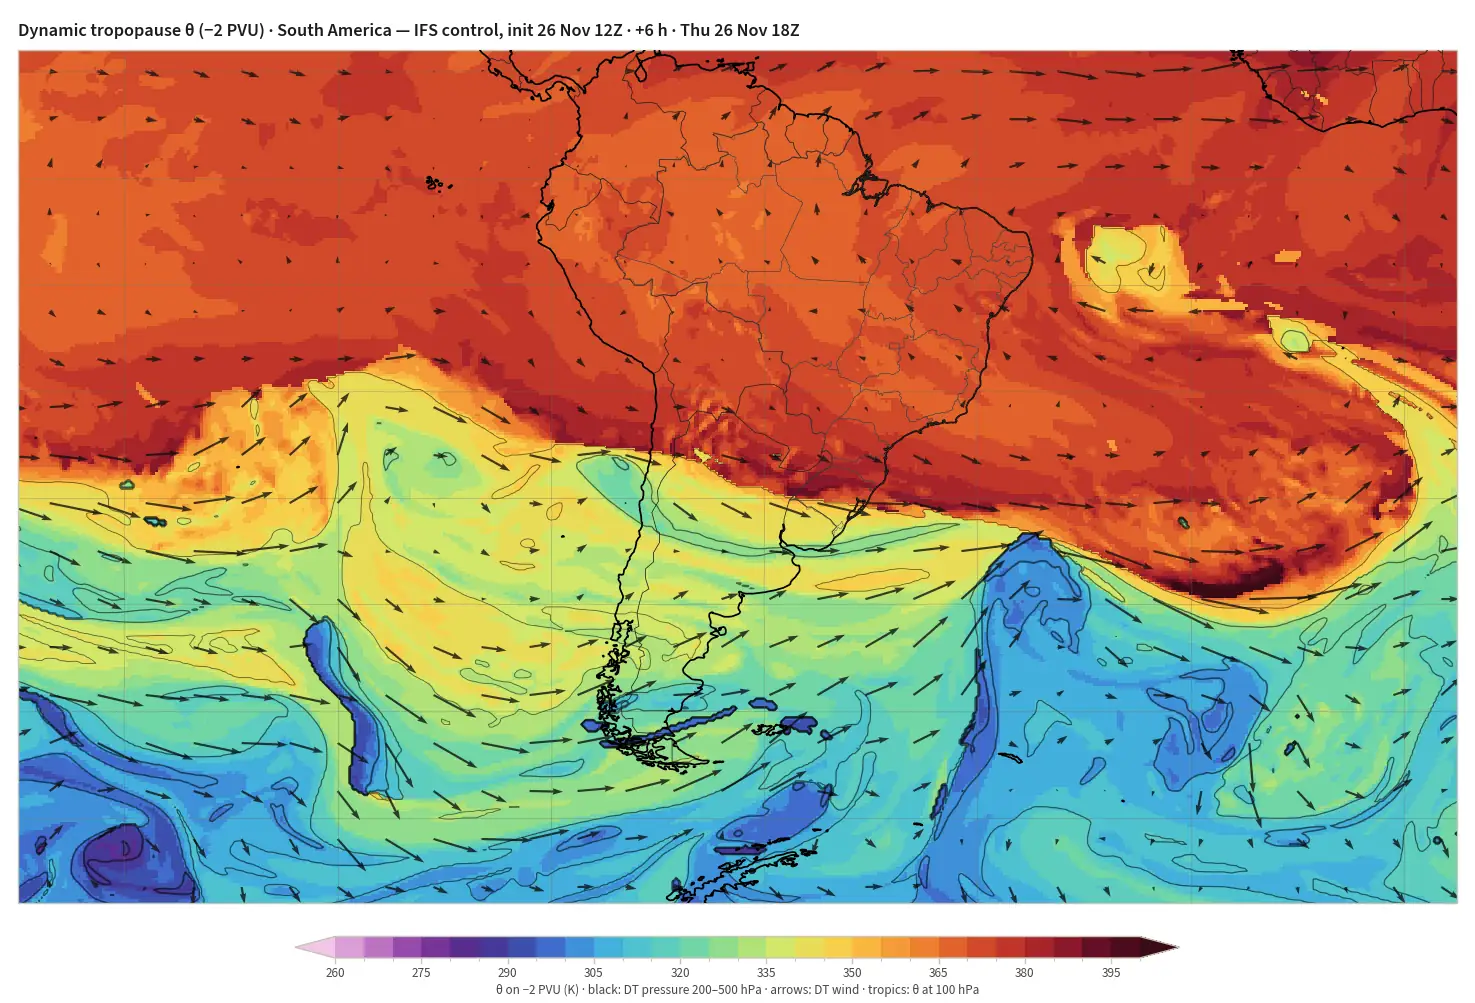 Dynamic tropopause θ (−2 PVU) · South America — IFS control, init 26 Nov 12Z · +6 h · Thu 26 Nov 18Z
260 275 290 305 320 335 350 365 380 395
θ on −2 PVU (K) · black: DT pressure 200–500 hPa · arrows: DT wind · tropics: θ at 100 hPa